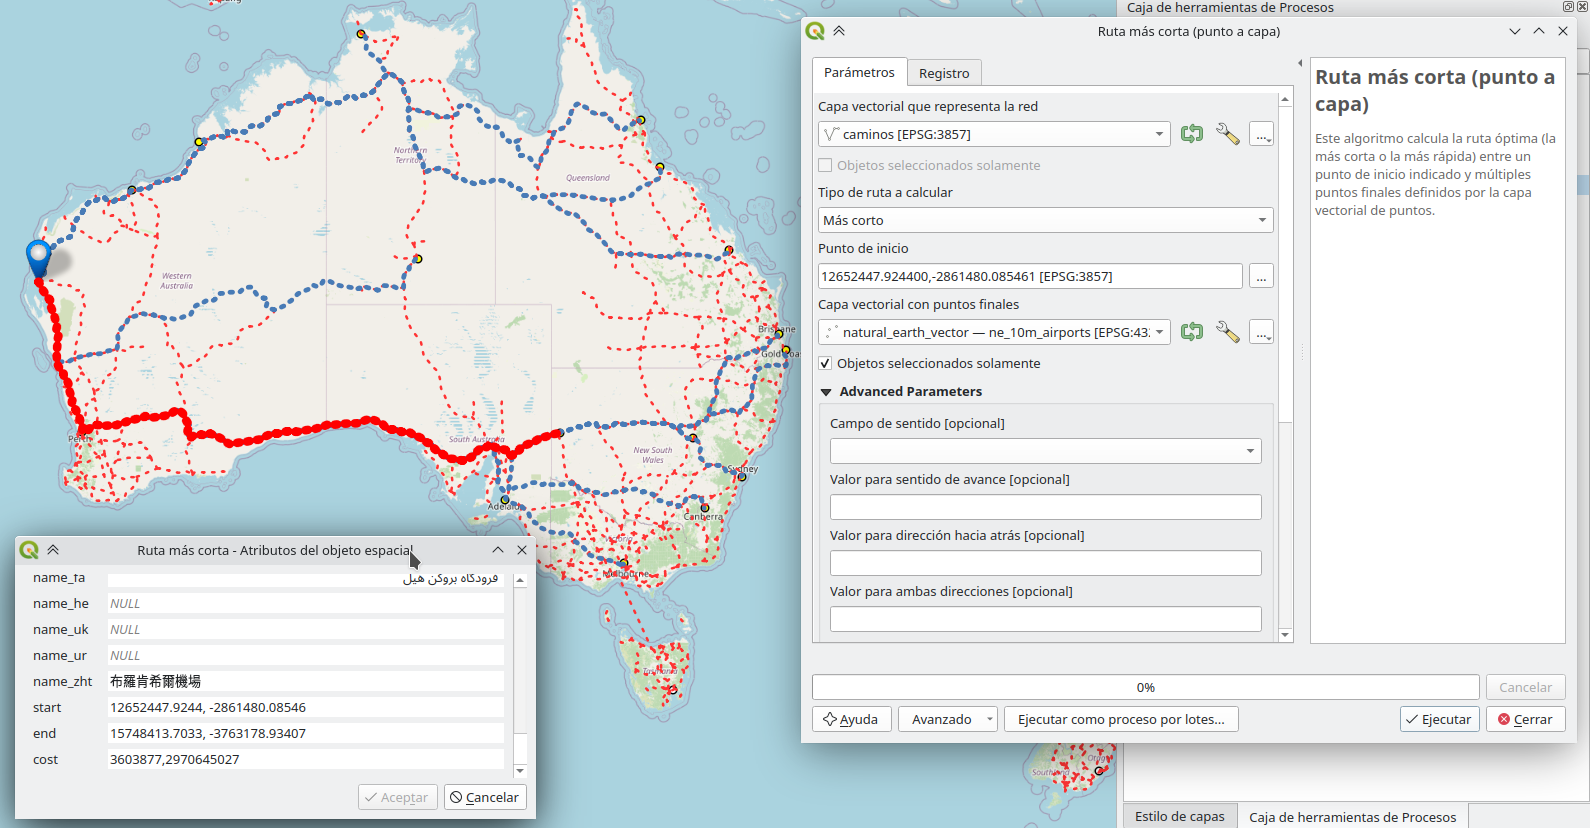 Caja de herramientas de Procesos
Ruta más corta (punto a capa)
Parámetros
Registro
Capa vectorial que representa la red
caminos [EPSG:3857]
...
Objetos seleccionados solamente
Tipo de ruta a calcular
Más corto
Punto de inicio
12652447.924400,-2861480.085461 [EPSG:3857]
...
Capa vectorial con puntos finales
natural_earth_vector — ne_10m_airports [EPSG:43
...
Objetos seleccionados solamente
Advanced Parameters
Campo de sentido [opcional]
Valor para sentido de avance [opcional]
Valor para dirección hacia atrás [opcional]
Valor para ambas direcciones [opcional]
0%
Cancelar
Ayuda
Avanzado
Ejecutar como proceso por lotes...
Ejecutar
Cerrar
Ruta más corta (punto a
capa)
Este algoritmo calcula la ruta óptima (la
más corta o la más rápida) entre un
punto de inicio indicado y múltiples
puntos finales definidos por la capa
vectorial de puntos.
Northern
Territory
Queensland
Western
Australia
Brisbane
Gold Coa
Perth
South Australia
New South
Wales
Sydney
Adelaide
Canberra
Victoria
Melbourne
Tasmania
Southland
Otago
Ruta más corta - Atributos del objeto espacial
name_fa
فرودگاه بروکن هیل
name_he
NULL
name_uk
NULL
name_ur
NULL
name_zht
布羅肯希爾機場
start
12652447.9244, -2861480.08546
end
15748413.7033, -3763178.93407
cost
3603877,2970645027
Aceptar
Cancelar
Estilo de capas
Caja de herramientas de Procesos